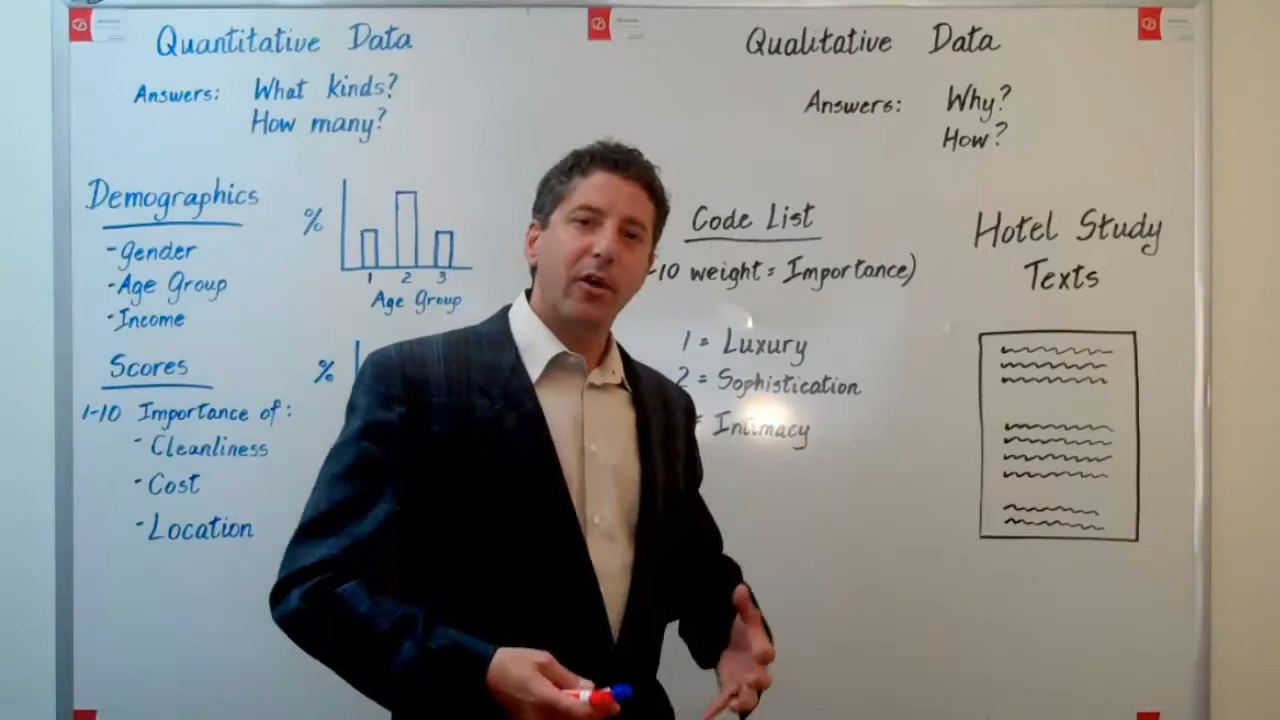 Quantitative Data
Answers: What kinds?
How many?
Demographics
- Gender
- Age Group
- Income
%
1 2 3
Age Group
Scores
%
1-10 Importance of:
- Cleanliness
- Cost
- Location
Qualitative Data
Answers: Why?
How?
Code List
-10 weight = Importance)
1 = Luxury
2 = Sophistication
= Intimacy
Hotel Study
Texts